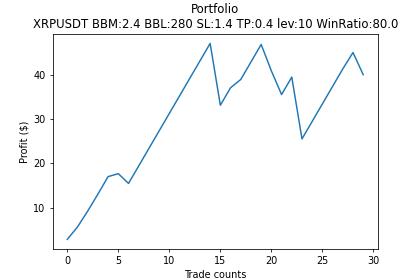 Portfolio
XRPUSDT BBM:2.4 BBL:280 SL:1.4 TP:0.4 lev:10 WinRatio:80.0
40
30
20
10
Profit ($)
0 5 10 15 20 25 30
Trade counts